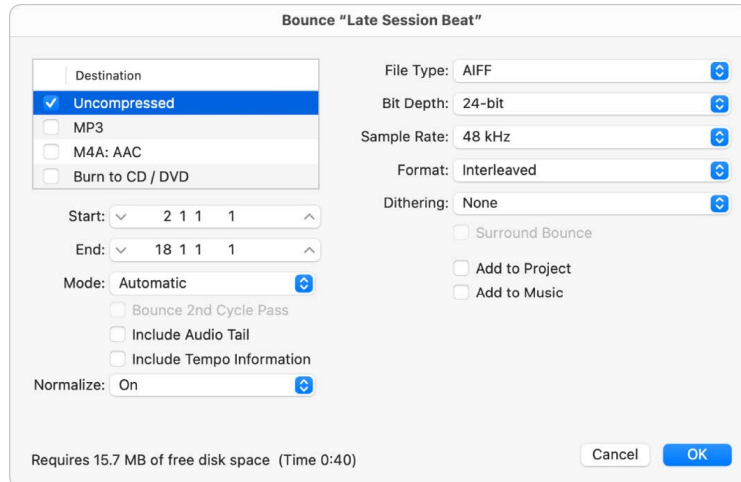 Bounce “Late Session Beat”
Destination
Uncompressed
MP3
M4A: AAC
Burn to CD / DVD
Start: 2 1 1 1
End: 18 1 1 1
Mode: Automatic
Bounce 2nd Cycle Pass
Include Audio Tail
Include Tempo Information
Normalize: On
File Type: AIFF
Bit Depth: 24-bit
Sample Rate: 48 kHz
Format: Interleaved
Dithering: None
Surround Bounce
Add to Project
Add to Music
Requires 15.7 MB of free disk space (Time 0:40)
Cancel
OK